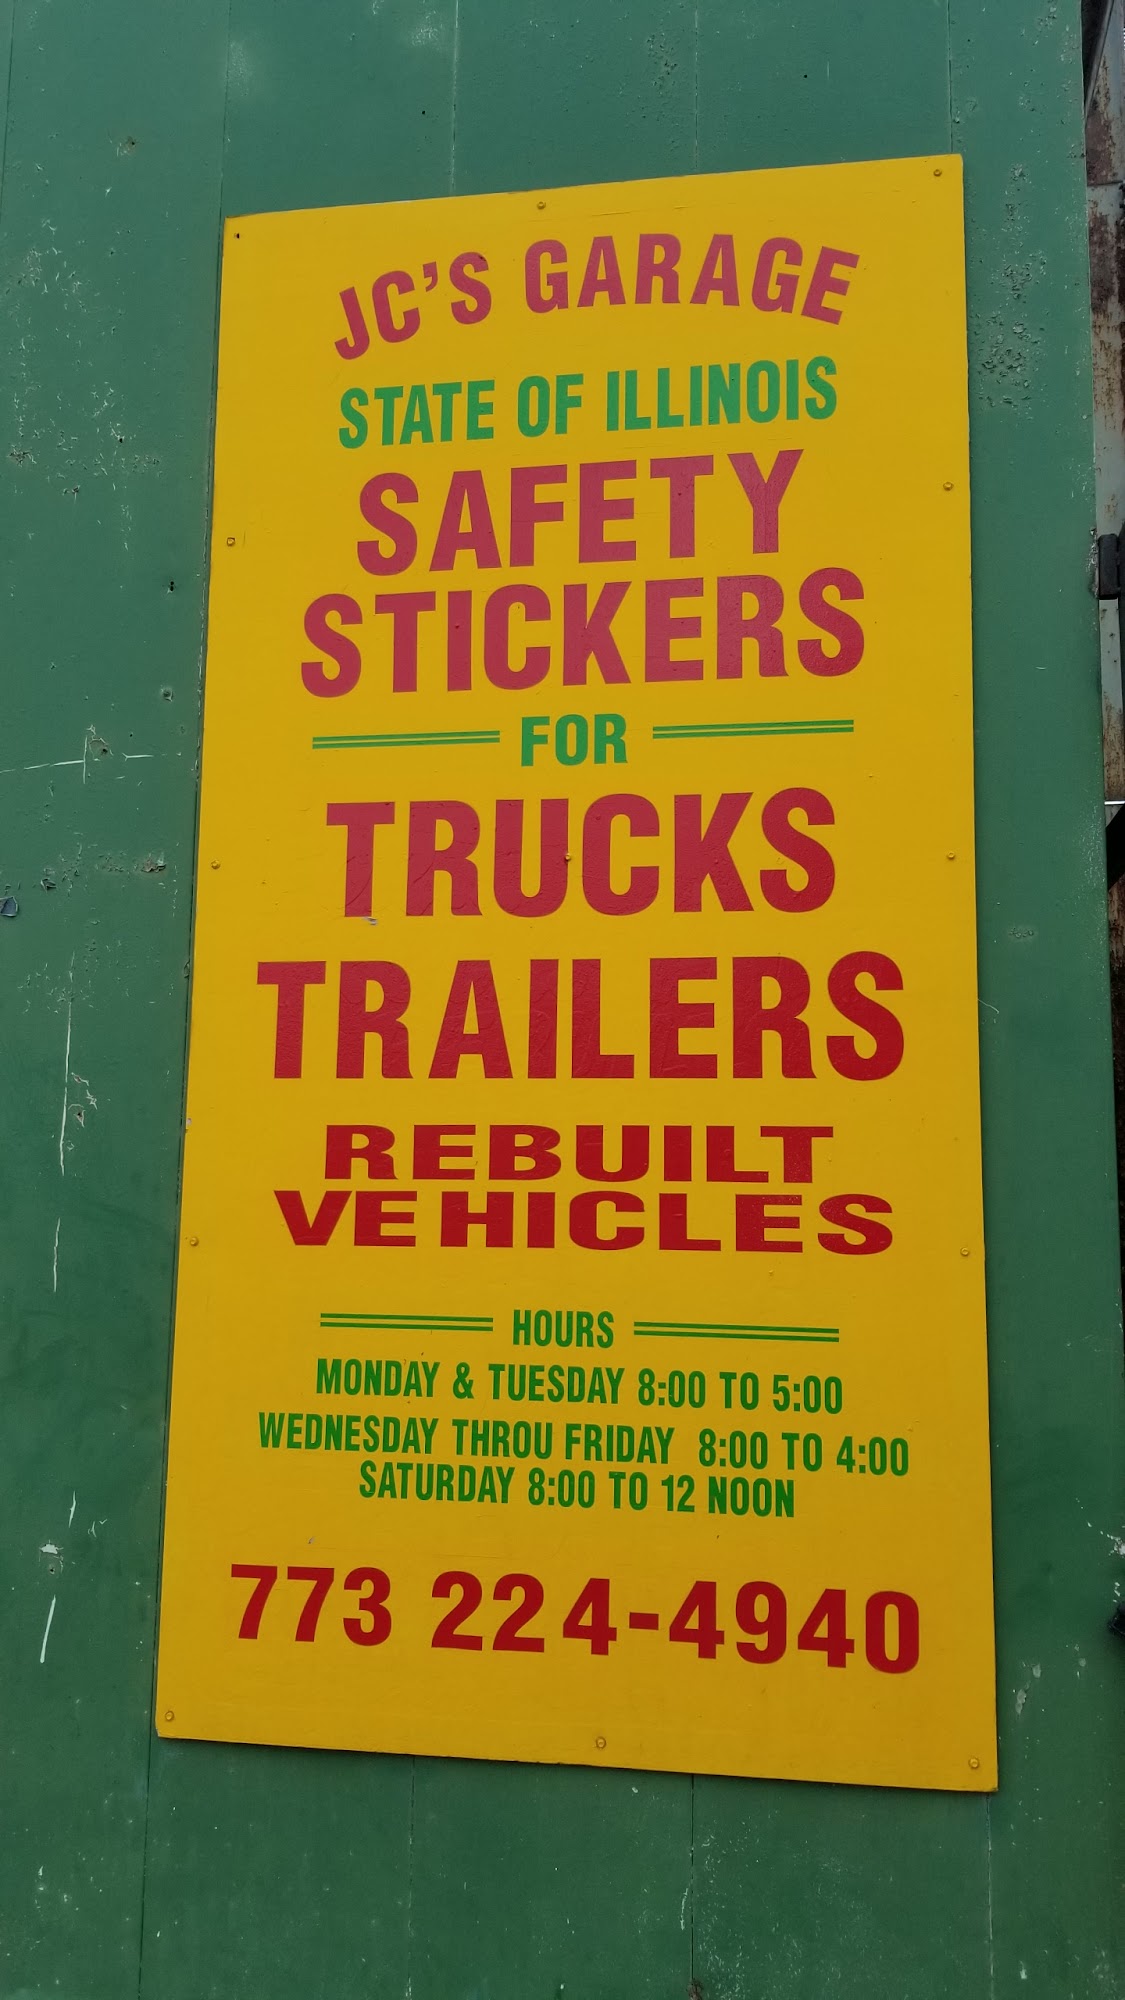 JC'S GARAGE
STATE OF ILLINOIS
SAFETY
STICKERS
FOR
TRUCKS
TRAILERS
REBUILT
VEHICLES
HOURS
MONDAY & TUESDAY 8:00 TO 5:00
WEDNESDAY THROU FRIDAY 8:00 TO 4:00
SATURDAY 8:00 TO 12 NOON
773 224-4940